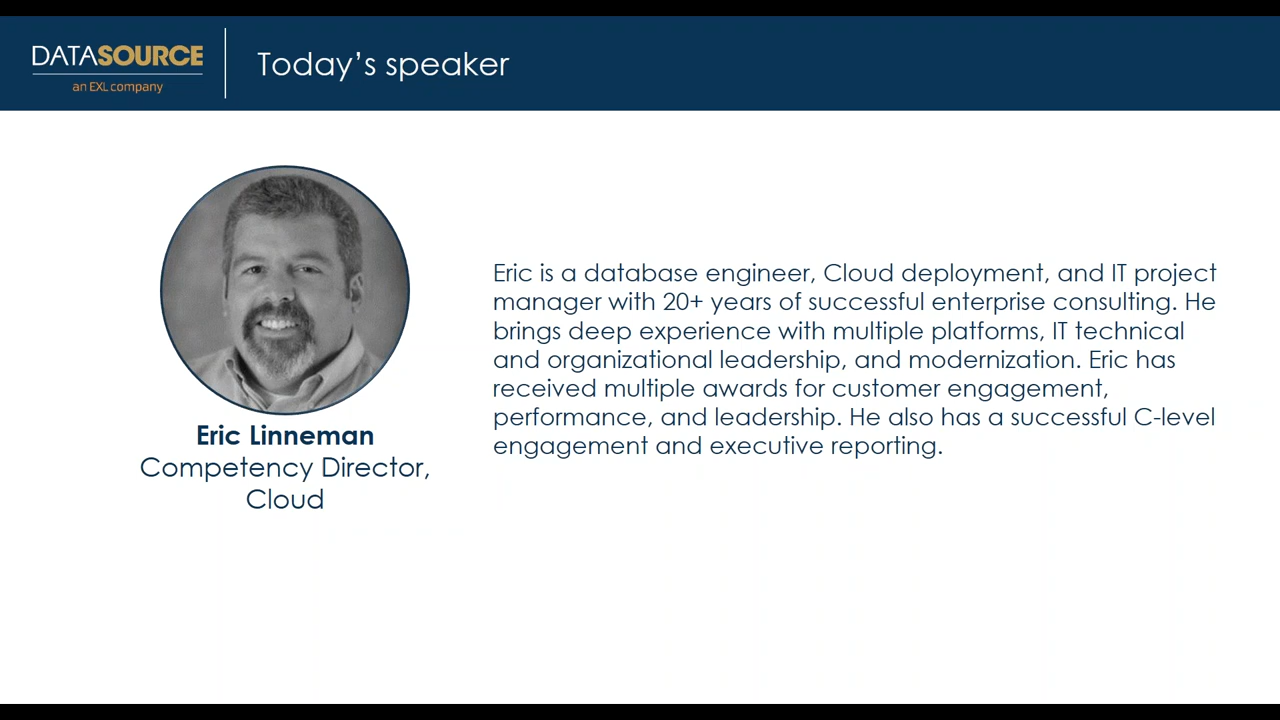 DATASOURCE
an EXL company
Today's speaker
Eric Linneman
Competency Director,
Cloud
Eric is a database engineer, Cloud deployment, and IT project
manager with 20+ years of successful enterprise consulting. He
brings deep experience with multiple platforms, IT technical
and organizational leadership, and modernization. Eric has
received multiple awards for customer engagement,
performance, and leadership. He also has a successful C-level
engagement and executive reporting.